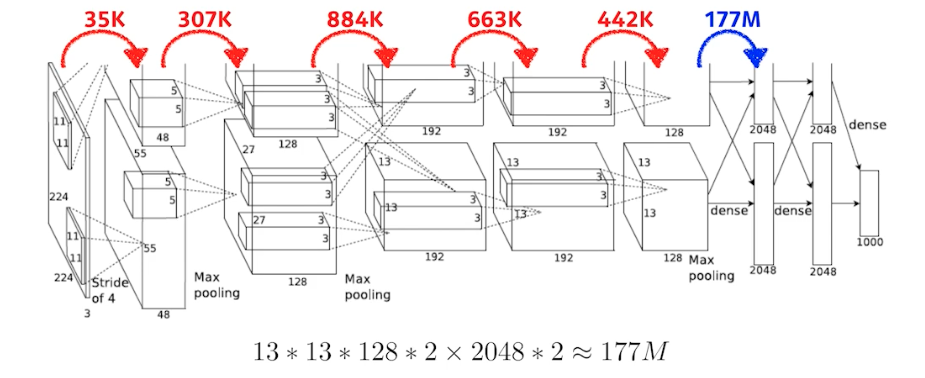 35K 307K 884K 663K 442K 177M
3 3
5 3 3
5 3 3 3
11 3 3
11 48 192 192 128 2048 2048 dense
55 27 128
13 13
5 3 3 3
224 5 3 3 13
27 3 13 3 13 3
11 55 3 dense dense
11 1000
224 192 192 128 Max 2048 2048
Stride Max 128 Max pooling
of 4 pooling pooling
3 48
13 ∗ 13 ∗ 128 ∗ 2 × 2048 ∗ 2 ≈ 177M